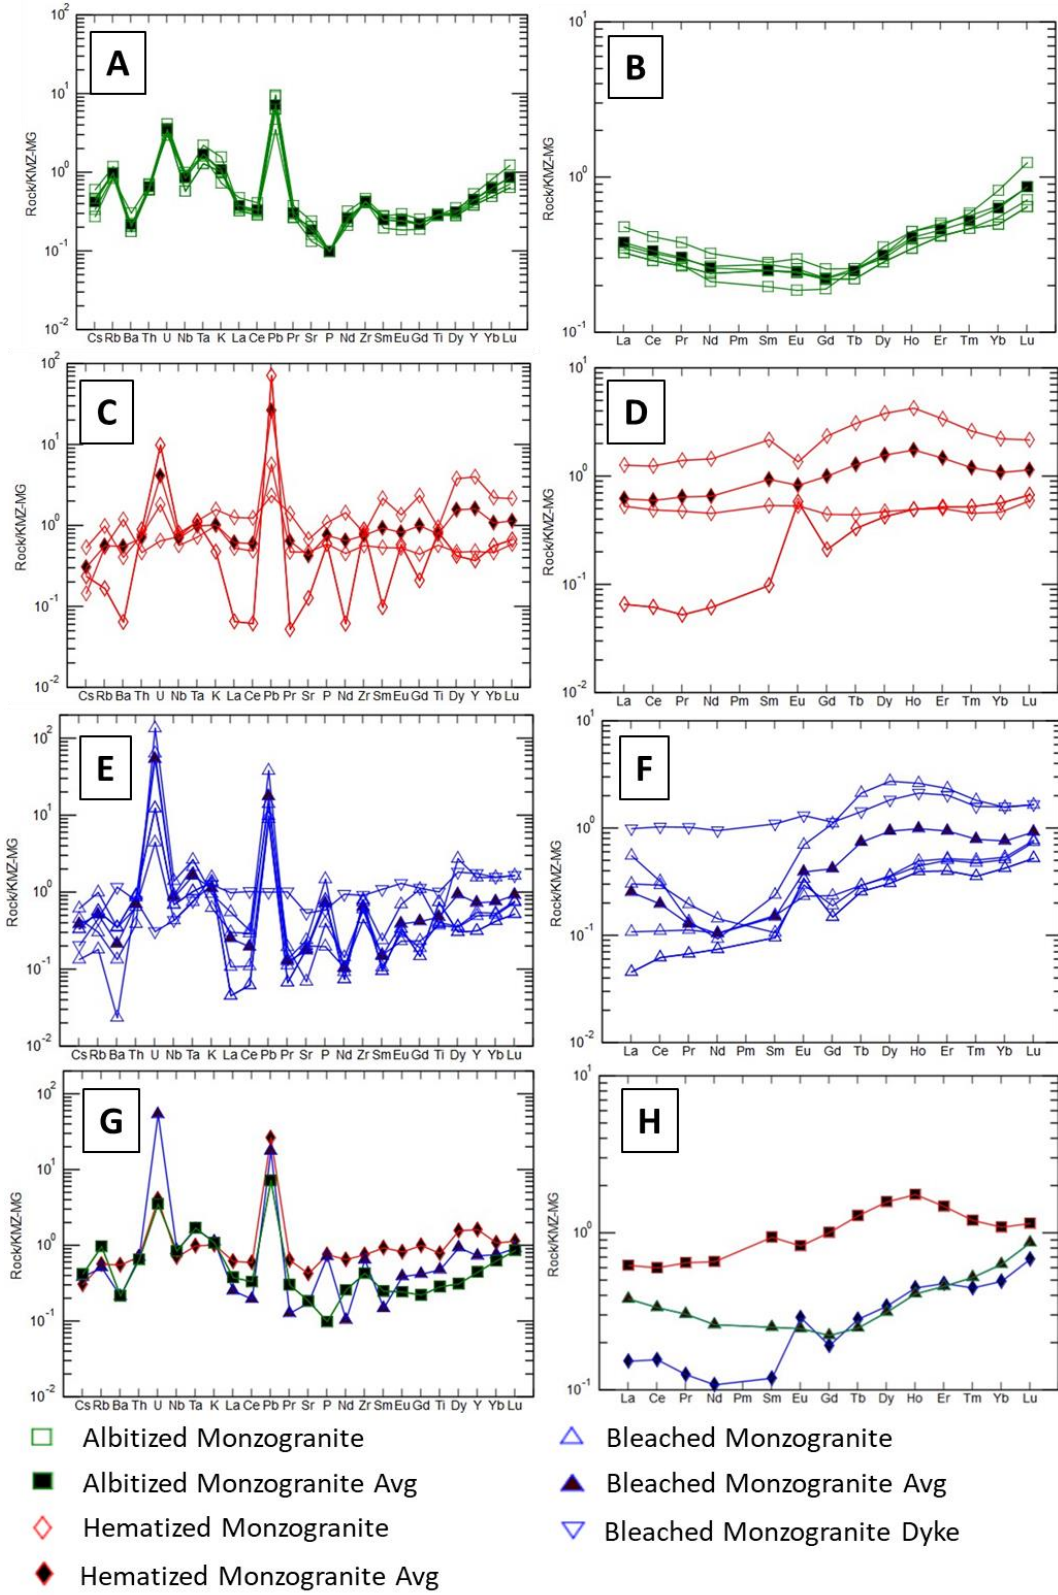 A
Rock/KMZ-MG
10^2
10^1
10^0
10^-1
10^-2
Cs Rb Ba Th U Nb Ta K La Ce Pb Pr Sr P Nd Zr Sm Eu Gd Ti Dy Y Yb Lu
B
Rock/KMZ-MG
10^1
10^0
10^-1
La Ce Pr Nd Pm Sm Eu Gd Tb Dy Ho Er Tm Yb Lu
C
Rock/KMZ-MG
10^2
10^1
10^0
10^-1
10^-2
Cs Rb Ba Th U Nb Ta K La Ce Pb Pr Sr P Nd Zr Sm Eu Gd Ti Dy Y Yb Lu
D
Rock/KMZ-MG
10^1
10^0
10^-1
10^-2
La Ce Pr Nd Pm Sm Eu Gd Tb Dy Ho Er Tm Yb Lu
E
Rock/KMZ-MG
10^2
10^1
10^0
10^-1
10^-2
Cs Rb Ba Th U Nb Ta K La Ce Pb Pr Sr P Nd Zr Sm Eu Gd Ti Dy Y Yb Lu
F
Rock/KMZ-MG
10^1
10^0
10^-1
10^-2
La Ce Pr Nd Pm Sm Eu Gd Tb Dy Ho Er Tm Yb Lu
G
Rock/KMZ-MG
10^2
10^1
10^0
10^-1
10^-2
Cs Rb Ba Th U Nb Ta K La Ce Pb Pr Sr P Nd Zr Sm Eu Gd Ti Dy Y Yb Lu
H
Rock/KMZ-MG
10^1
10^0
10^-1
La Ce Pr Nd Pm Sm Eu Gd Tb Dy Ho Er Tm Yb Lu
Albitized Monzogranite
Albitized Monzogranite Avg
Hematized Monzogranite
Hematized Monzogranite Avg
Bleached Monzogranite
Bleached Monzogranite Avg
Bleached Monzogranite Dyke